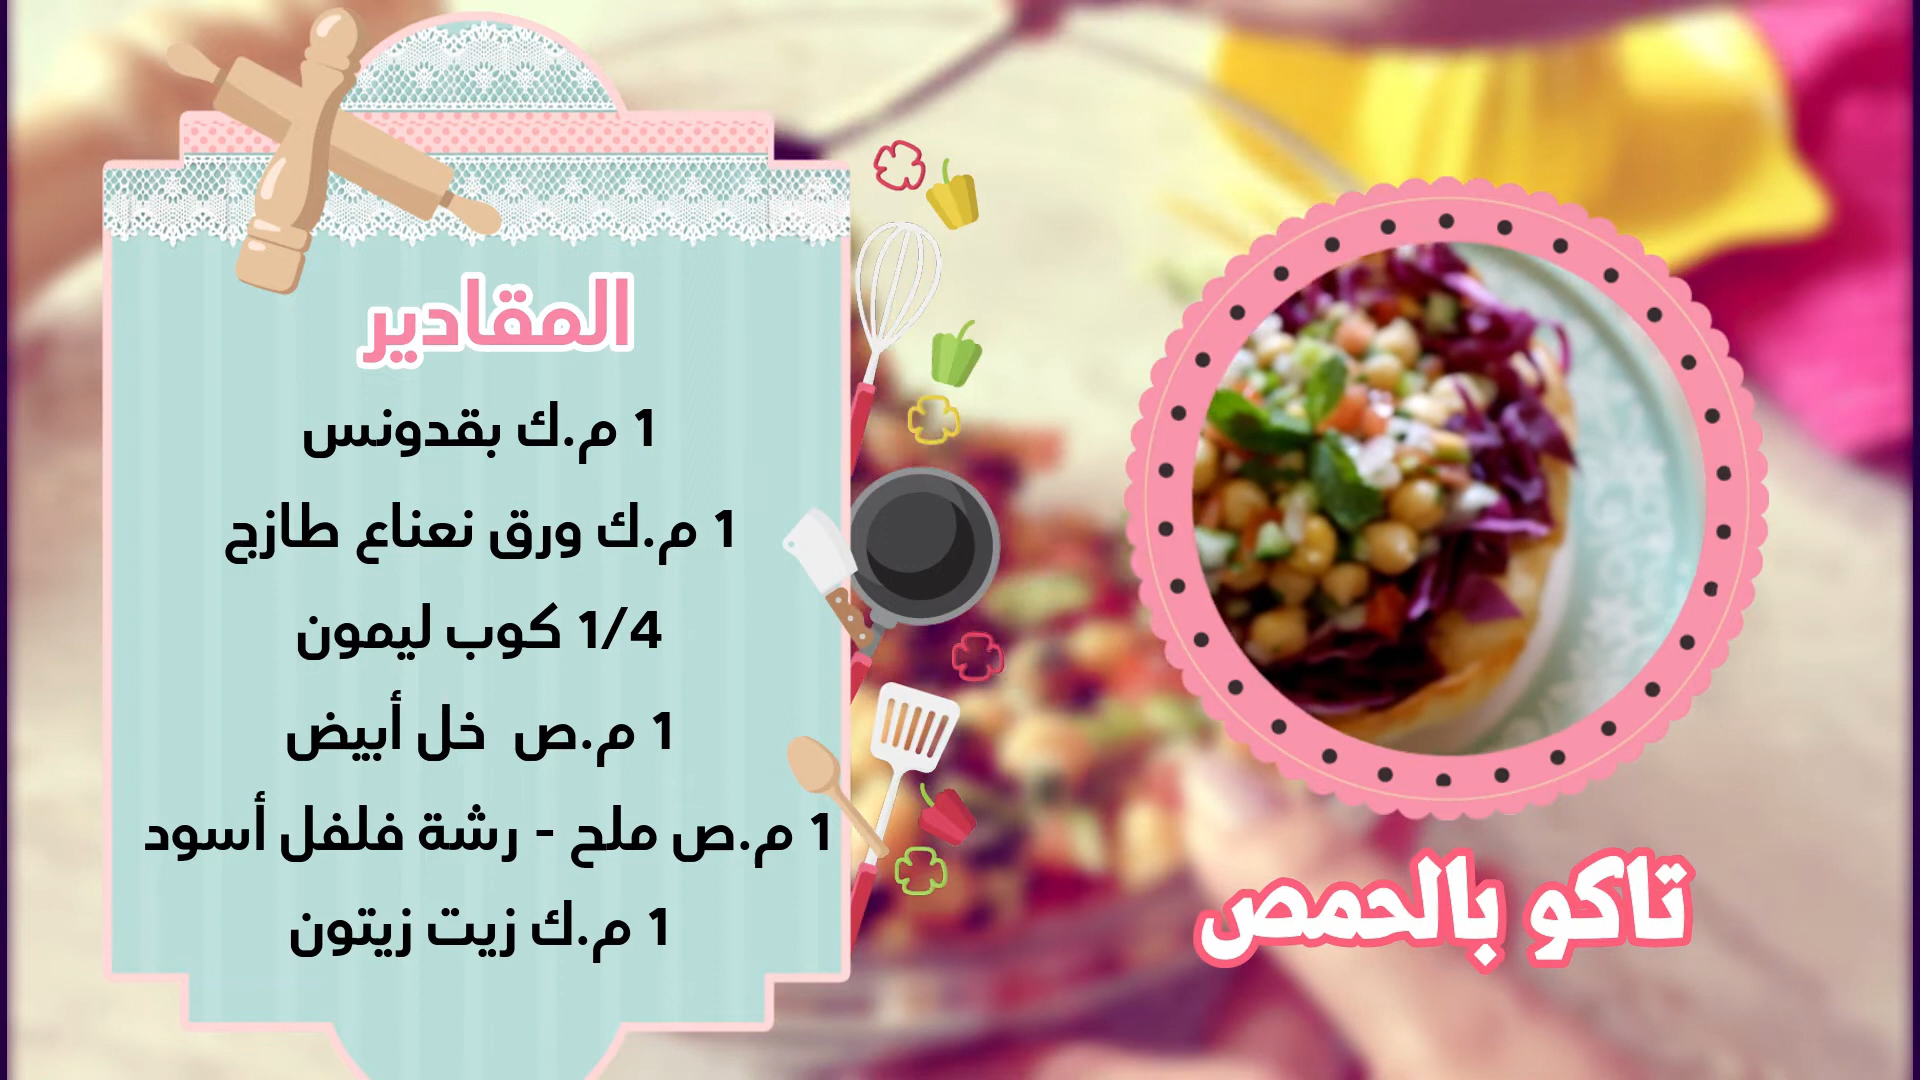 المقادير
1 م.ك بقدونس
1 م.ك ورق نعناع طازج
1/4 كوب ليمون
1 م.ص خل أبيض
1 م.ص ملح - رشة فلفل أسود
1 م.ك زيت زيتون
تاكو بالحمص